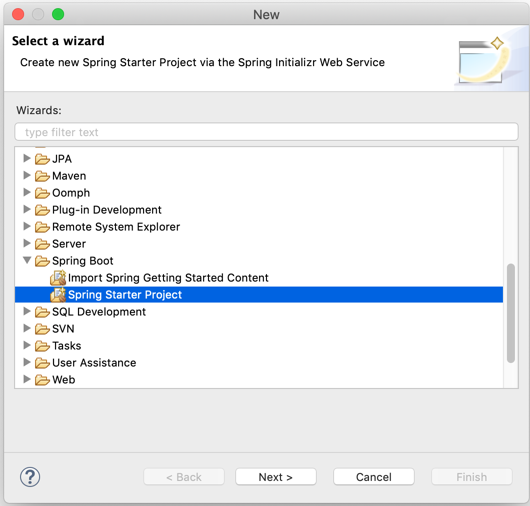 New
Select a wizard
Create new Spring Starter Project via the Spring Initializr Web Service
Wizards:
type filter text
JPA
Maven
Oomph
Plug-in Development
Remote System Explorer
Server
Spring Boot
Import Spring Getting Started Content
Spring Starter Project
SQL Development
SVN
Tasks
User Assistance
Web
?
< Back
Next >
Cancel
Finish